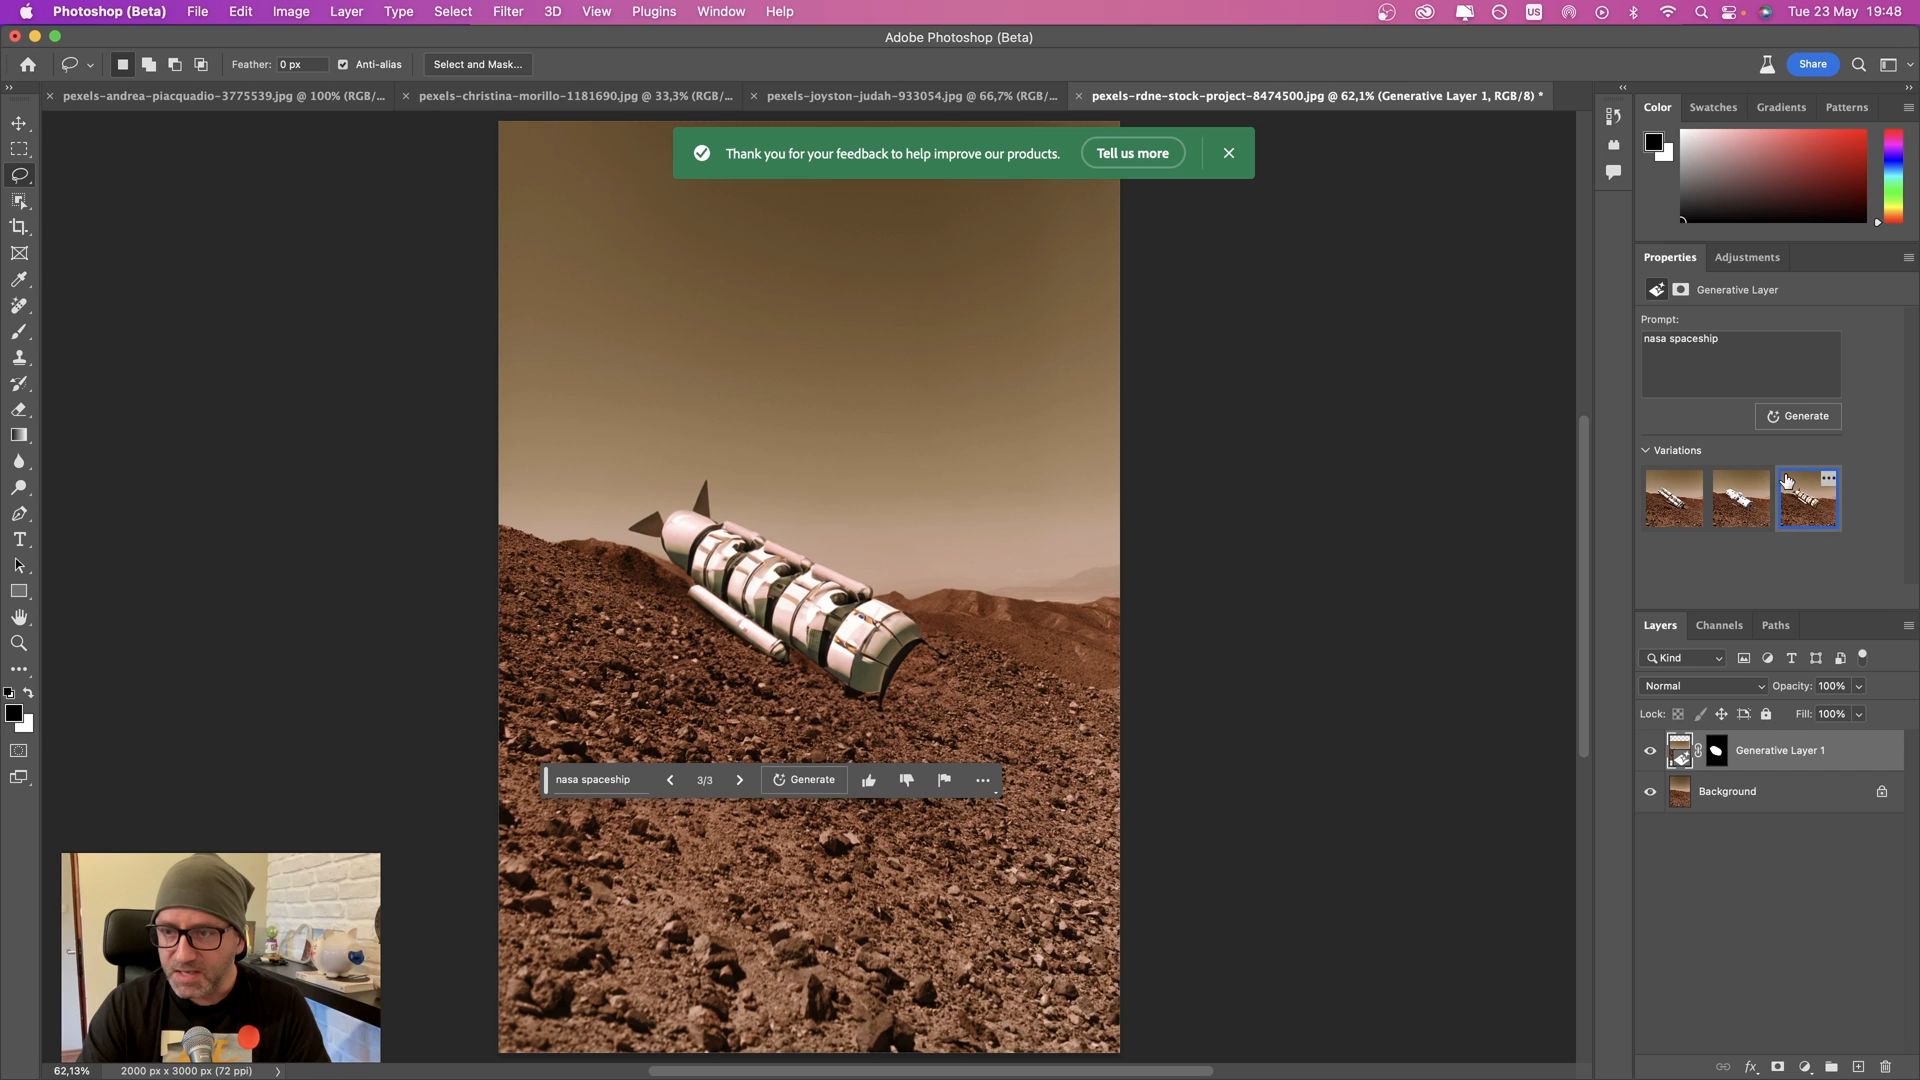 Photoshop (Beta) File Edit Image Layer Type Select Filter 3D View Plugins Window Help US Tue 23 May 19:48
Adobe Photoshop (Beta)
Feather: 0 px Anti-alias Select and Mask... Share
pexels-andrea-piacquadio-3775539.jpg @ 100% (RGB/... pexels-christina-morillo-1181690.jpg @ 33,3% (RGB/... pexels-joyston-judah-933054.jpg @ 66,7% (RGB/... pexels-rdne-stock-project-8474500.jpg @ 62,1% (Generative Layer 1, RGB/8) *
Color Swatches Gradients Patterns
Thank you for your feedback to help improve our products. Tell us more
Properties Adjustments
Generative Layer
Prompt:
nasa spaceship
Generate
Variations
Layers Channels Paths
Kind
Normal Opacity: 100%
Lock: Fill: 100%
Generative Layer 1
Background
nasa spaceship 3/3 Generate
62,13% 2000 px x 3000 px (72 ppi)